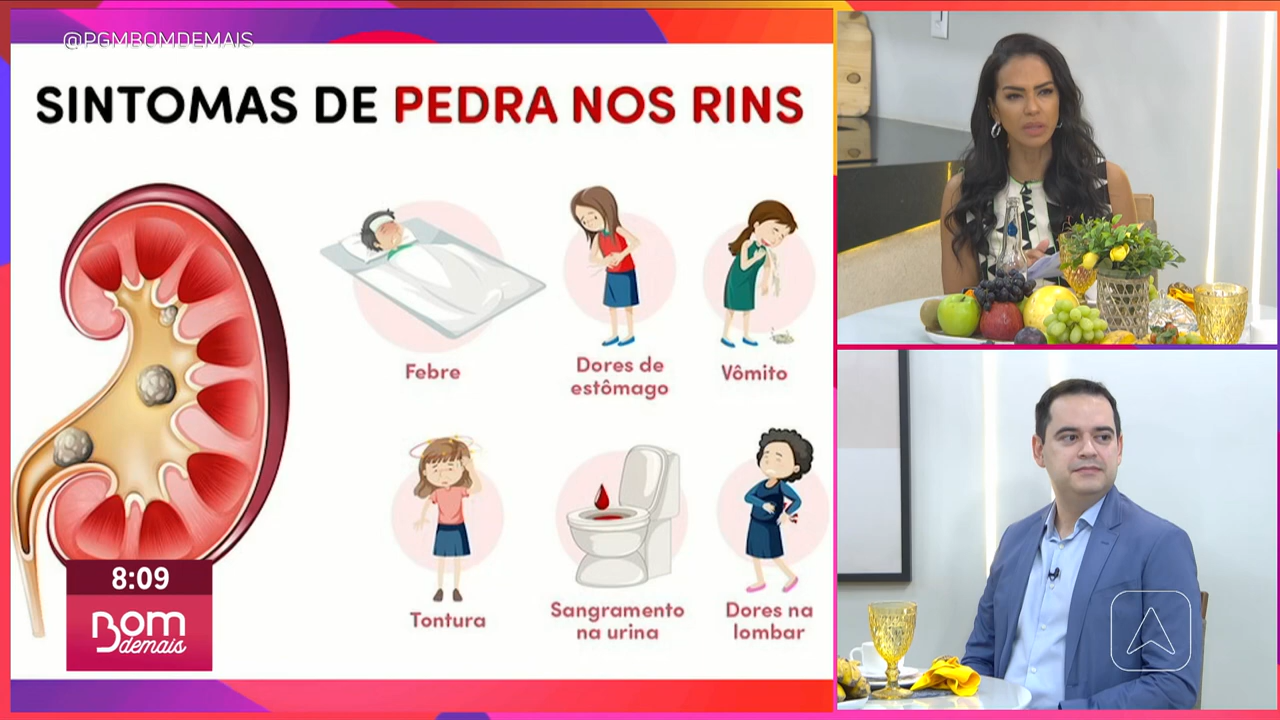 @PGMBOMDEMAIS
SINTOMAS DE PEDRA NOS RINS
Febre
Dores de
estômago
Vômito
Tontura
Sangramento
na urina
Dores na
lombar
8:09
Bom
demais